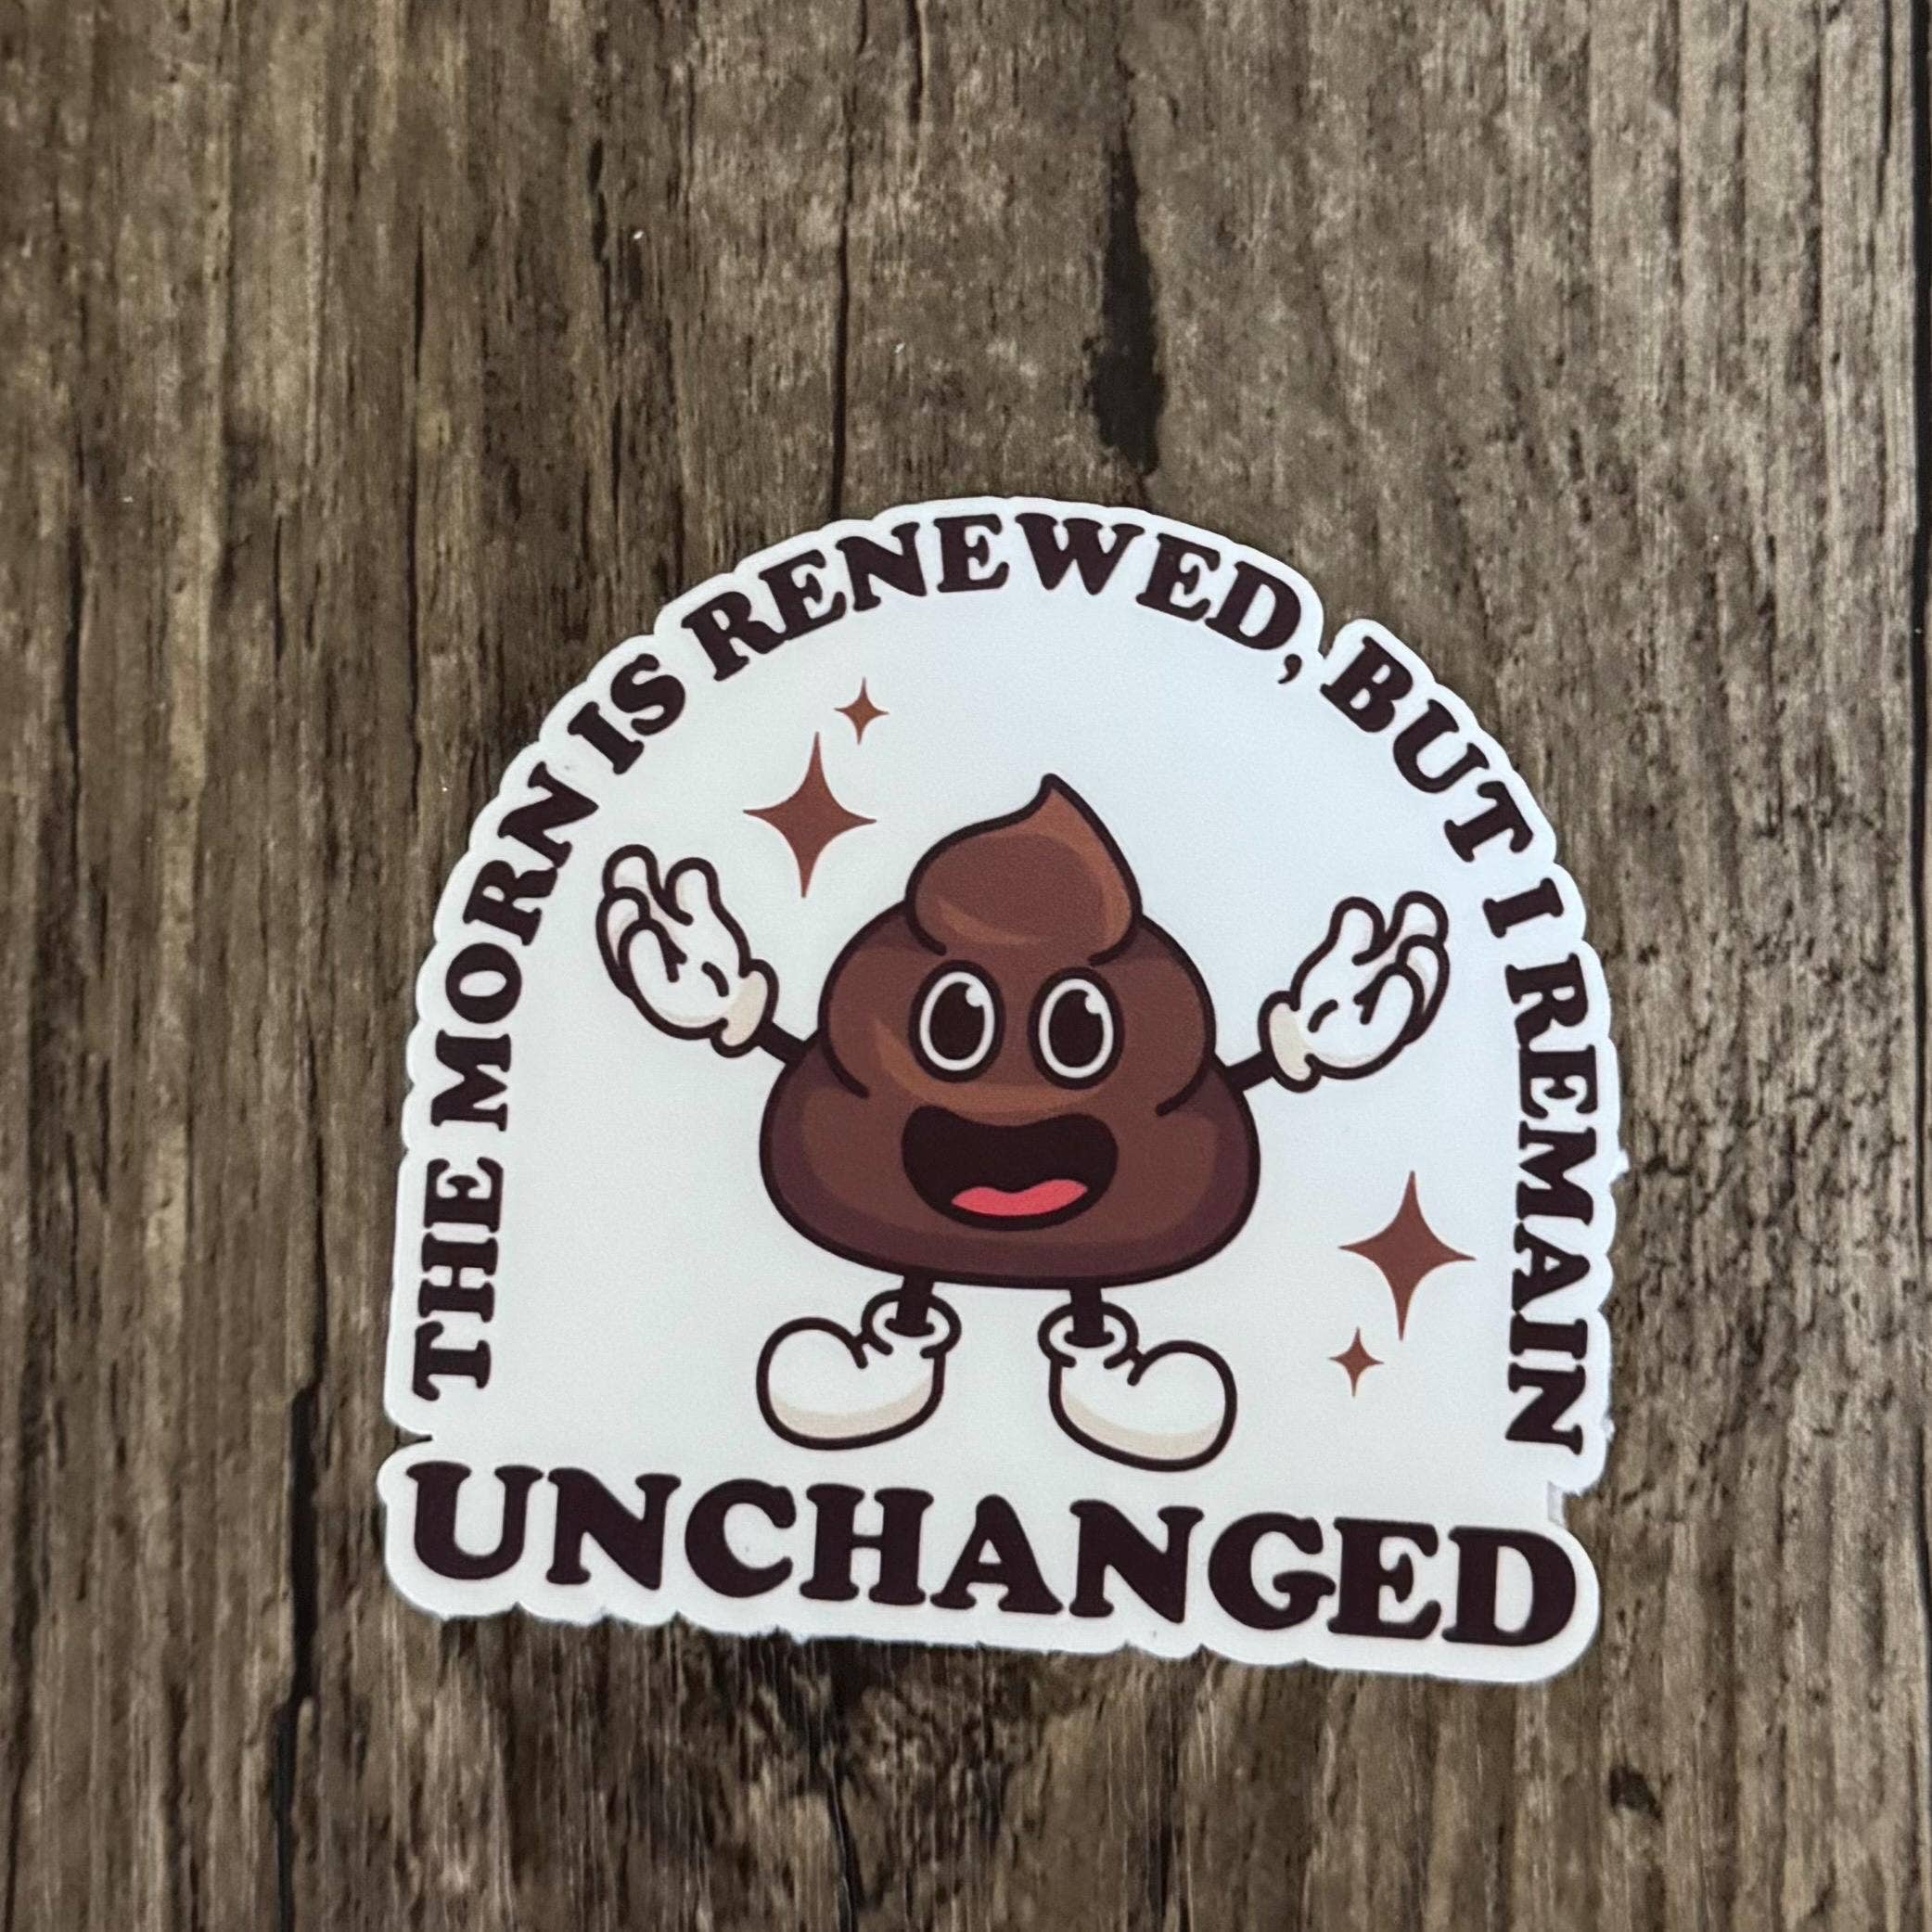 THE MORN IS RENEWED, BUT I REMAIN
UNCHANGED